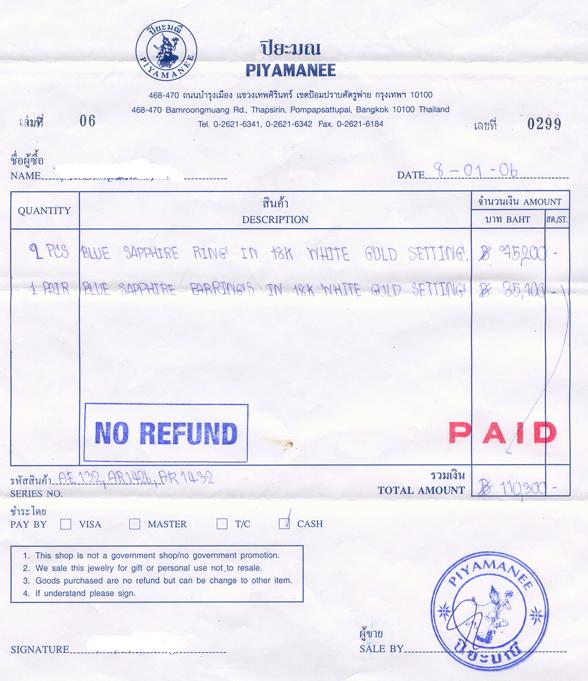 ปิยะมณี
PIYAMANEE
ปิยะมณ
PIYAMANEE
468-470 ถนนบำรุงเมือง แขวงเทพศิรินทร์ เขตป้อมปราบศัตรูพ่าย กรุงเทพฯ 10100
468-470 Bamroongmuang Rd., Thapsirin, Pompapsattupai, Bangkok 10100 Thailand
Tel. 0-2621-6341, 0-2621-6342 Fax. 0-2621-6184
เล่มที่ 06 เลขที่ 0299
ชื่อผู้ซื้อ
NAME DATE 8-01-06
QUANTITY สินค้า DESCRIPTION จำนวนเงิน AMOUNT
บาท BAHT สต./ST.
2 PCS BLUE SAPPHIRE RING IN 18K WHITE GOLD SETTING. ฿ 75,200 -
1 PAIR BLUE SAPPHIRE EARRINGS IN 18K WHITE GOLD SETTING ฿ 35,100 -
NO REFUND PAID
รหัสสินค้า AE 132, AR1426, AR 1432 รวมเงิน
SERIES NO. TOTAL AMOUNT ฿ 110,300 -
ชำระโดย
PAY BY VISA MASTER T/C CASH
1. This shop is not a government shop/no government promotion.
2. We sale this jewelry for gift or personal use not to resale.
3. Goods purchased are no refund but can be change to other item.
4. If understand please sign.
PIYAMANEE
ปิยะมณี
ผู้ขาย
SIGNATURE SALE BY